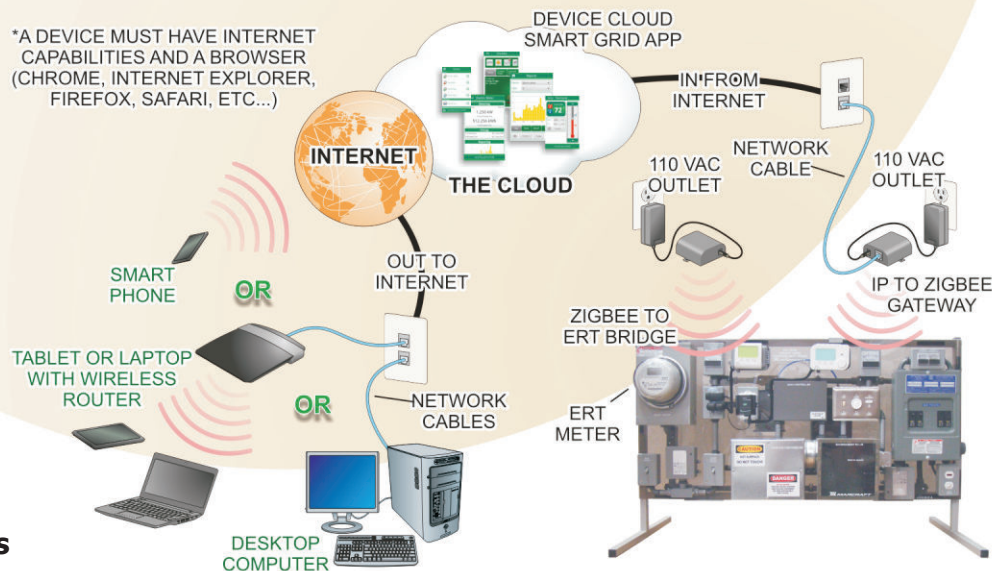 *A DEVICE MUST HAVE INTERNET
CAPABILITIES AND A BROWSER
(CHROME, INTERNET EXPLORER,
FIREFOX, SAFARI, ETC...)
DEVICE CLOUD
SMART GRID APP
INTERNET
THE CLOUD
IN FROM
INTERNET
NETWORK
CABLE
110 VAC
OUTLET
110 VAC
OUTLET
OUT TO
INTERNET
SMART
PHONE
OR
TABLET OR LAPTOP
WITH WIRELESS
ROUTER
OR
NETWORK
CABLES
ZIGBEE TO
ERT BRIDGE
IP TO ZIGBEE
GATEWAY
ERT
METER
CAUTION
DANGER
DESKTOP
COMPUTER
s